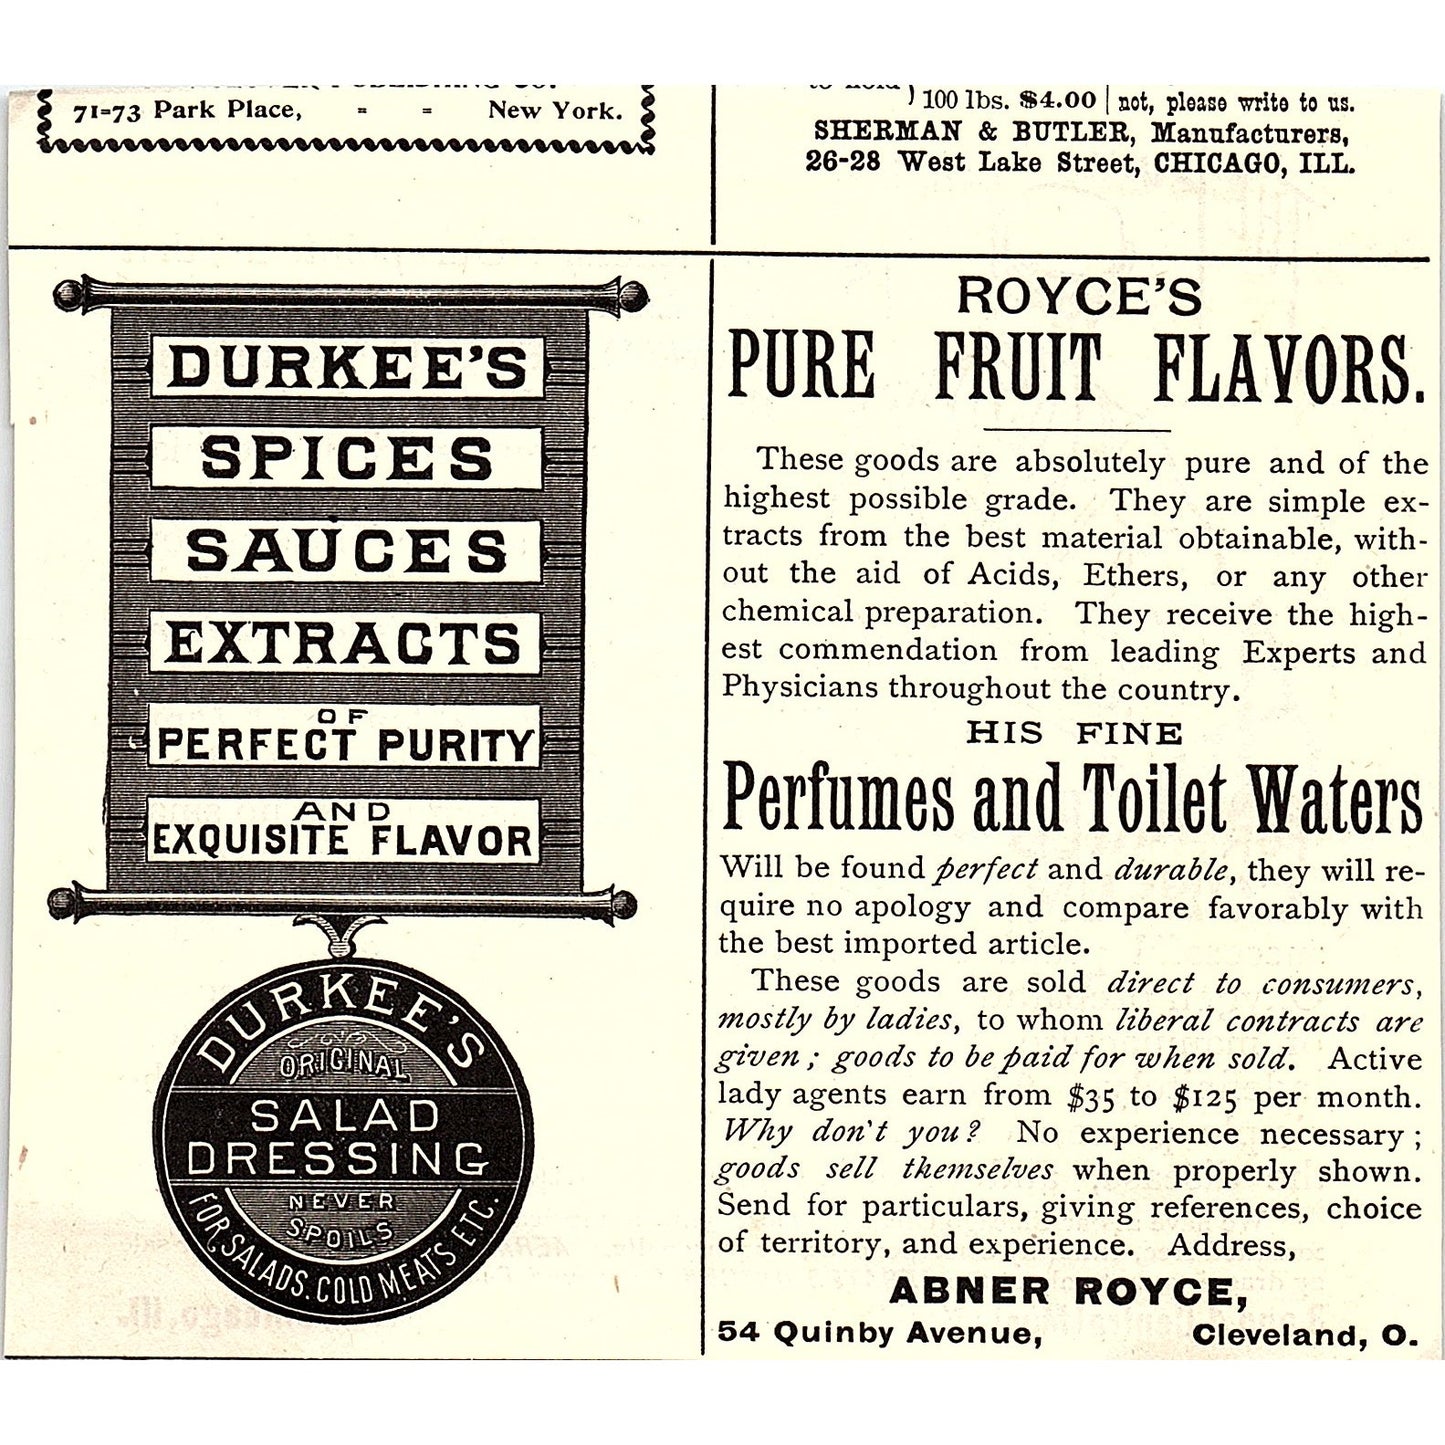 71-73 Park Place, = = New York.
to hold } 100 lbs. $4.00 | not, please write to us.
SHERMAN & BUTLER, Manufacturers,
26-28 West Lake Street, CHICAGO, ILL.
DURKEE'S
SPICES
SAUCES
EXTRACTS
OF
PERFECT PURITY
AND
EXQUISITE FLAVOR
DURKEE'S
ORIGINAL
SALAD
DRESSING
NEVER
SPOILS
FOR SALADS. COLD MEATS ETC.
ROYCE'S
PURE FRUIT FLAVORS.
These goods are absolutely pure and of the
highest possible grade. They are simple ex-
tracts from the best material obtainable, with-
out the aid of Acids, Ethers, or any other
chemical preparation. They receive the high-
est commendation from leading Experts and
Physicians throughout the country.
HIS FINE
Perfumes and Toilet Waters
Will be found perfect and durable, they will re-
quire no apology and compare favorably with
the best imported article.
These goods are sold direct to consumers,
mostly by ladies, to whom liberal contracts are
given; goods to be paid for when sold. Active
lady agents earn from $35 to $125 per month.
Why don't you? No experience necessary;
goods sell themselves when properly shown.
Send for particulars, giving references, choice
of territory, and experience. Address,
ABNER ROYCE,
54 Quinby Avenue, Cleveland, O.